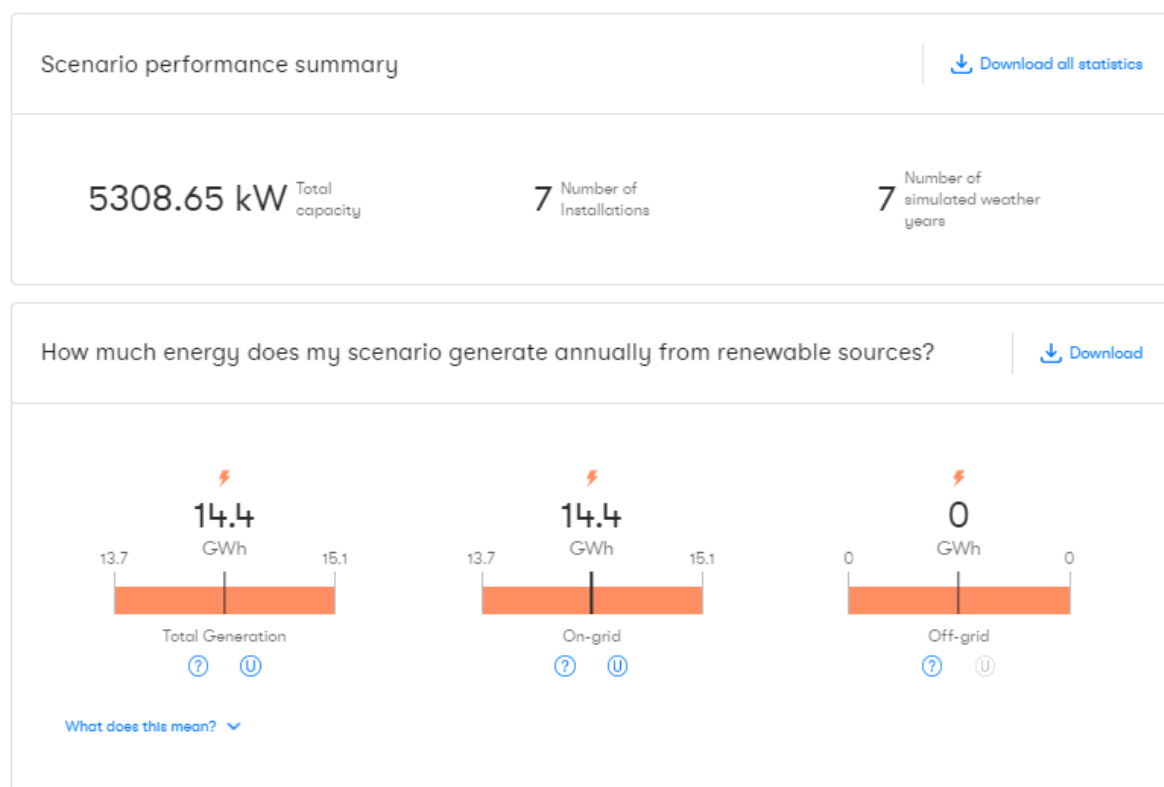 Scenario performance summary
Download all statistics
5308.65 kW
Total
capacity
7
Number of
Installations
7
Number of
simulated weather
years
How much energy does my scenario generate annually from renewable sources?
Download
14.4
GWh
13.7
15.1
Total Generation
? U
14.4
GWh
13.7
15.1
On-grid
? U
0
GWh
0
0
Off-grid
? U
What does this mean?